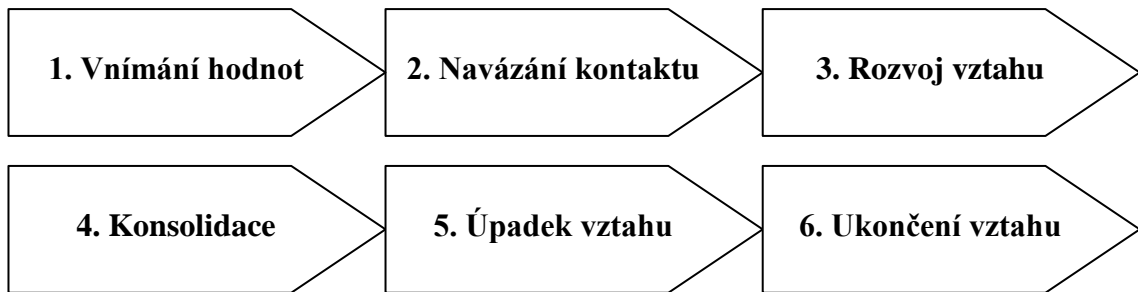 1. Vnímání hodnot
2. Navázání kontaktu
3. Rozvoj vztahu
4. Konsolidace
5. Úpadek vztahu
6. Ukončení vztahu